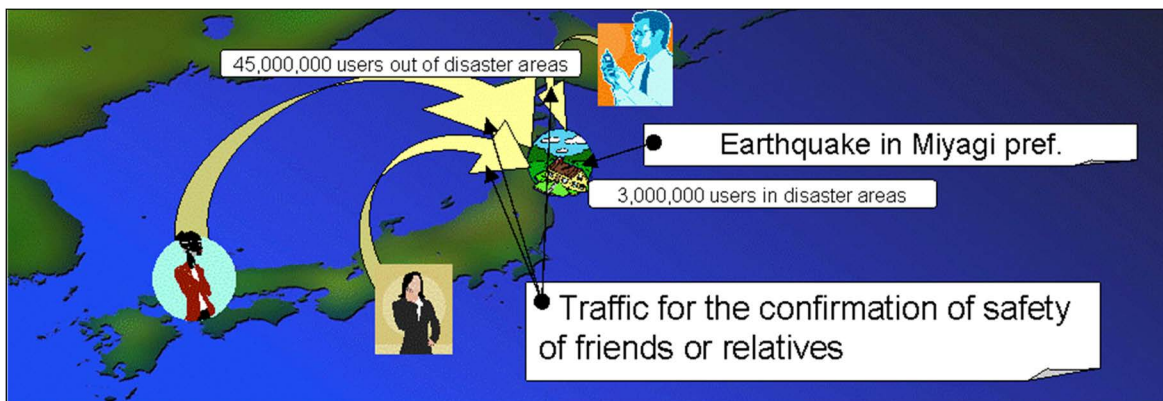 45,000,000 users out of disaster areas
Earthquake in Miyagi pref.
3,000,000 users in disaster areas
Traffic for the confirmation of safety
of friends or relatives